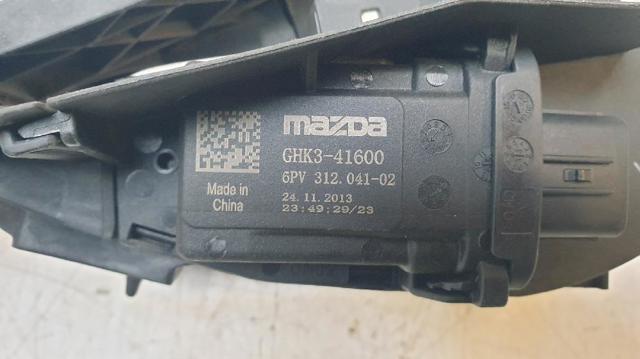 mazda
GHK3-41600
6PV 312.041-02
Made in
China
24.11.2013
23:49:29/23